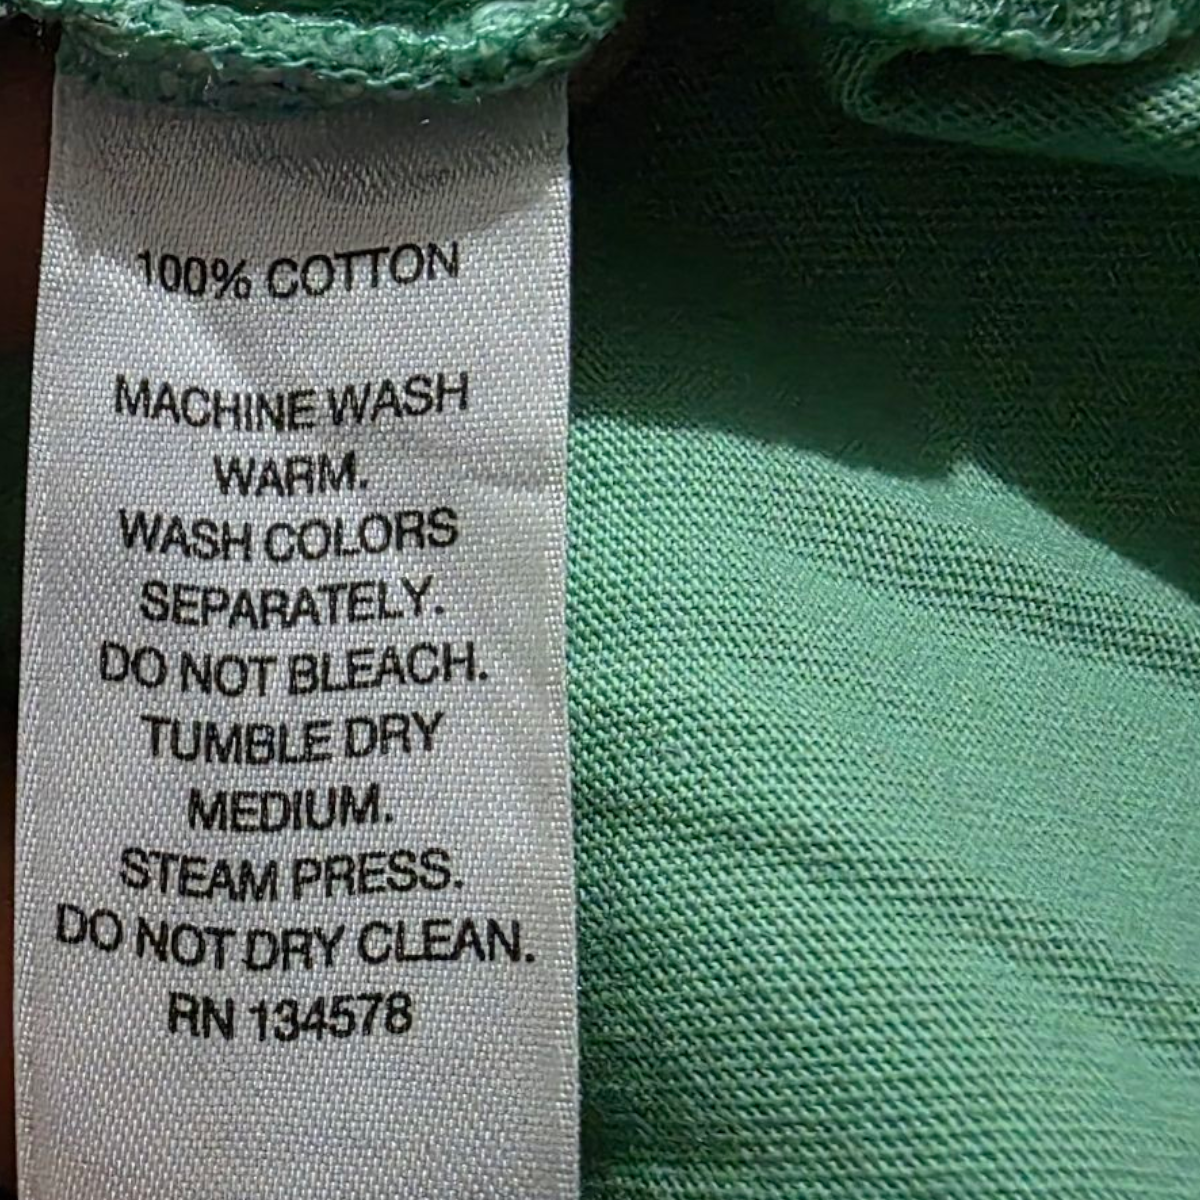 100% COTTON
MACHINE WASH
WARM.
WASH COLORS
SEPARATELY.
DO NOT BLEACH.
TUMBLE DRY
MEDIUM.
STEAM PRESS.
DO NOT DRY CLEAN.
RN 134578